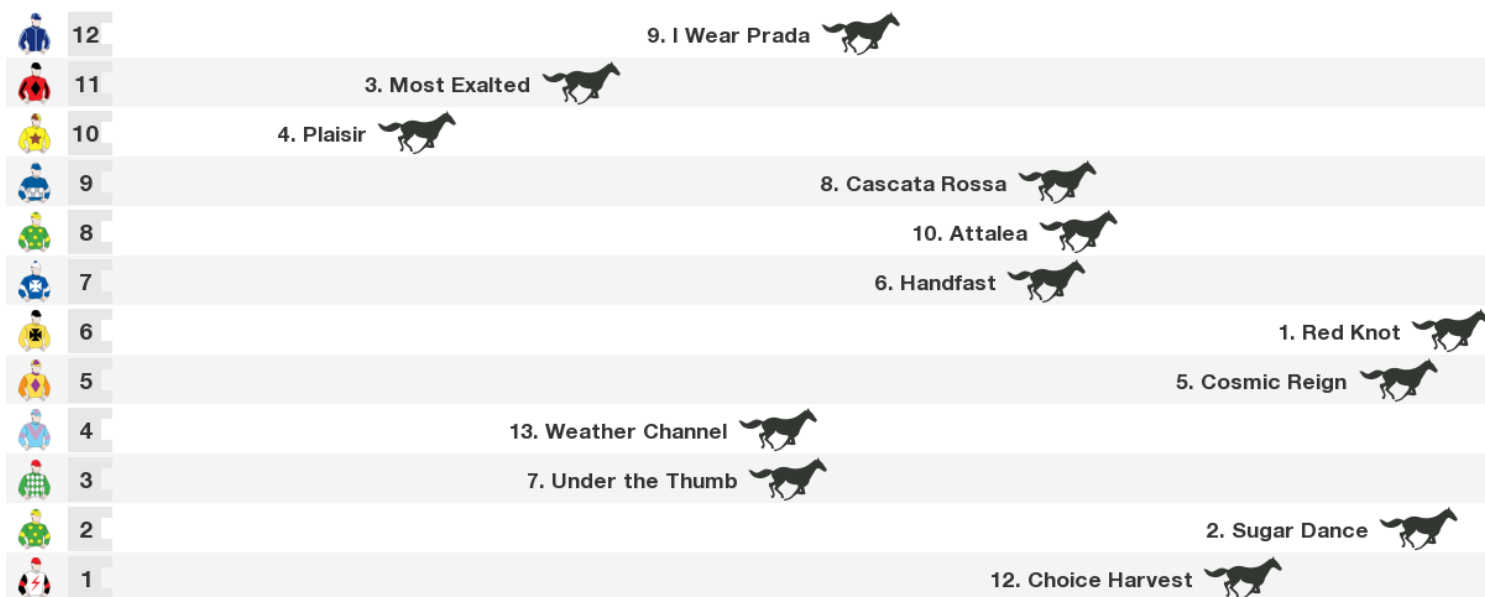 12 9. I Wear Prada
11 3. Most Exalted
10 4. Plaisir
9 8. Cascata Rossa
8 10. Attalea
7 6. Handfast
6 1. Red Knot
5 5. Cosmic Reign
4 13. Weather Channel
3 7. Under the Thumb
2 2. Sugar Dance
1 12. Choice Harvest